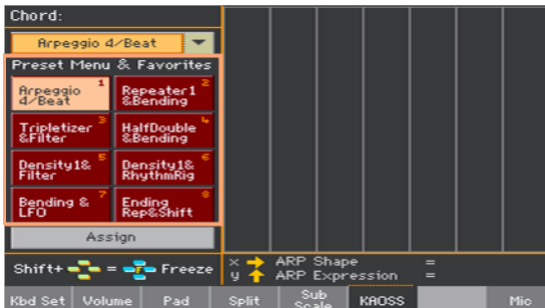 Chord:
Arpeggio 4/Beat
Preset Menu & Favorites
Arpeggio 4/Beat 1
Repeater1 &Bending 2
Tripletizer &Filter 3
HalfDouble &Bending 4
Density1& Filter 5
Density1& RhythmRig 6
Bending & LFO 7
Ending Rep&Shift 8
Assign
Shift+ = F Freeze
x ARP Shape =
y ARP Expression =
Kbd Set Volume Pad Split Sub Scale KAOSS Mic